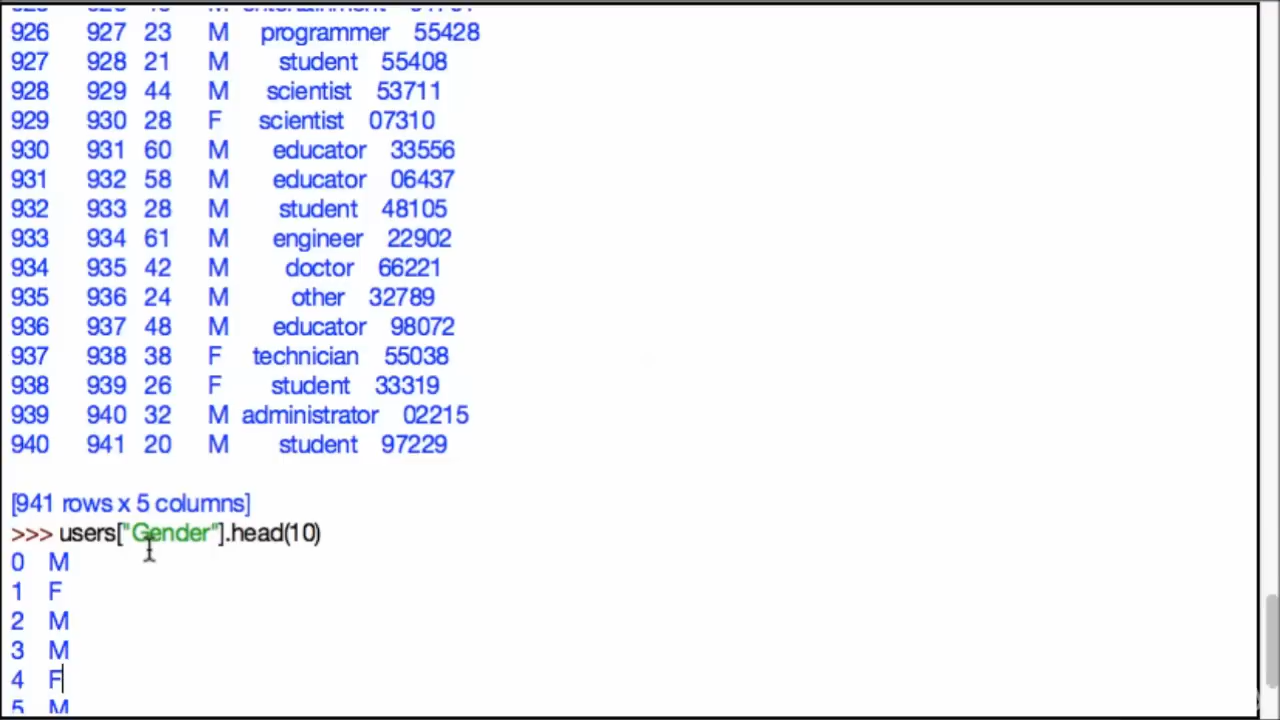 926 927 23 M programmer 55428
927 928 21 M student 55408
928 929 44 M scientist 53711
929 930 28 F scientist 07310
930 931 60 M educator 33556
931 932 58 M educator 06437
932 933 28 M student 48105
933 934 61 M engineer 22902
934 935 42 M doctor 66221
935 936 24 M other 32789
936 937 48 M educator 98072
937 938 38 F technician 55038
938 939 26 F student 33319
939 940 32 M administrator 02215
940 941 20 M student 97229
[941 rows x 5 columns]
>>> users["Gender"].head(10)
0 M
1 F
2 M
3 M
4 F
5 M